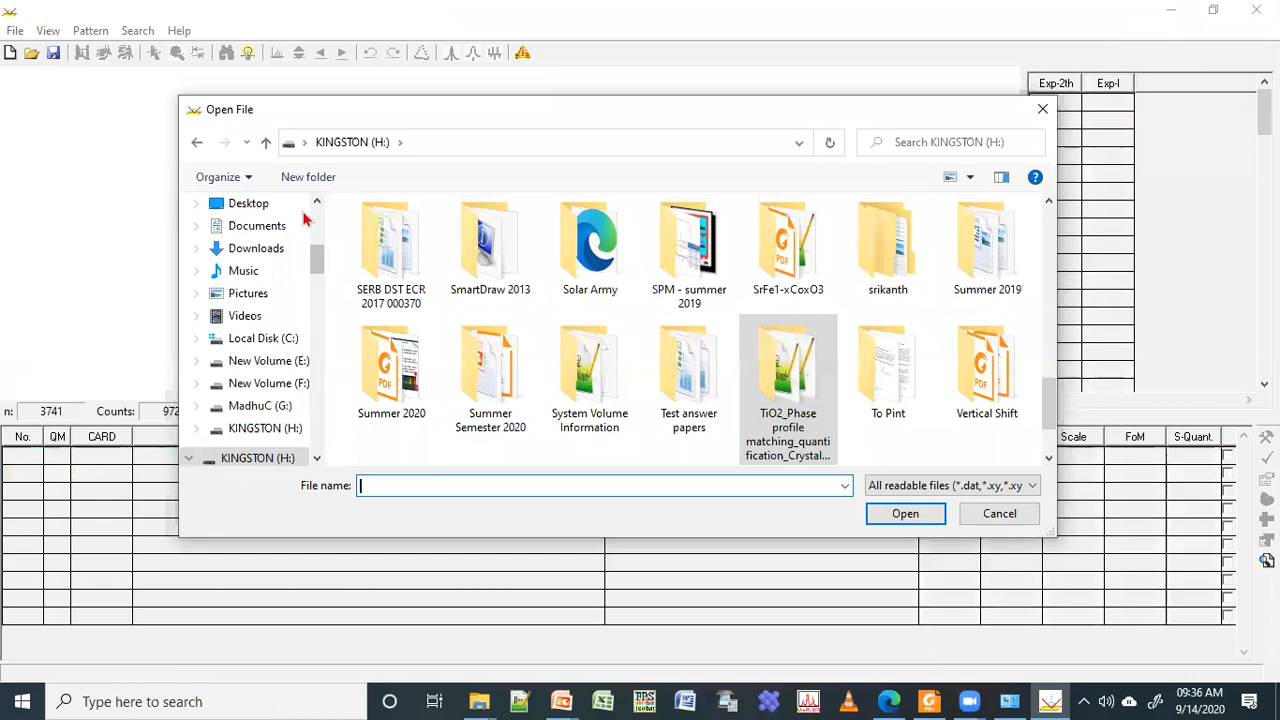 File View Pattern Search Help
Exp-2th Exp-I
Open File
KINGSTON (H:)
Search KINGSTON (H:)
Organize New folder
Desktop
Documents
Downloads
Music
Pictures
Videos
Local Disk (C:)
New Volume (E:)
New Volume (F:)
MadhuC (G:)
KINGSTON (H:)
KINGSTON (H:)
SERB DST ECR
2017 000370
SmartDraw 2013
Solar Army
SPM - summer
2019
SrFe1-xCoxO3
srikanth
Summer 2019
Summer 2020
Summer
Semester 2020
System Volume
Information
Test answer
papers
TiO2_Phase
profile
matching_quanti
fication_Crystal...
To Pint
Vertical Shift
File name: All readable files (*.dat,*.xy,*.xy
Open Cancel
n: 3741 Counts: 972
No. QM CARD Scale FoM S-Quant.
Type here to search
09:36 AM
9/14/2020